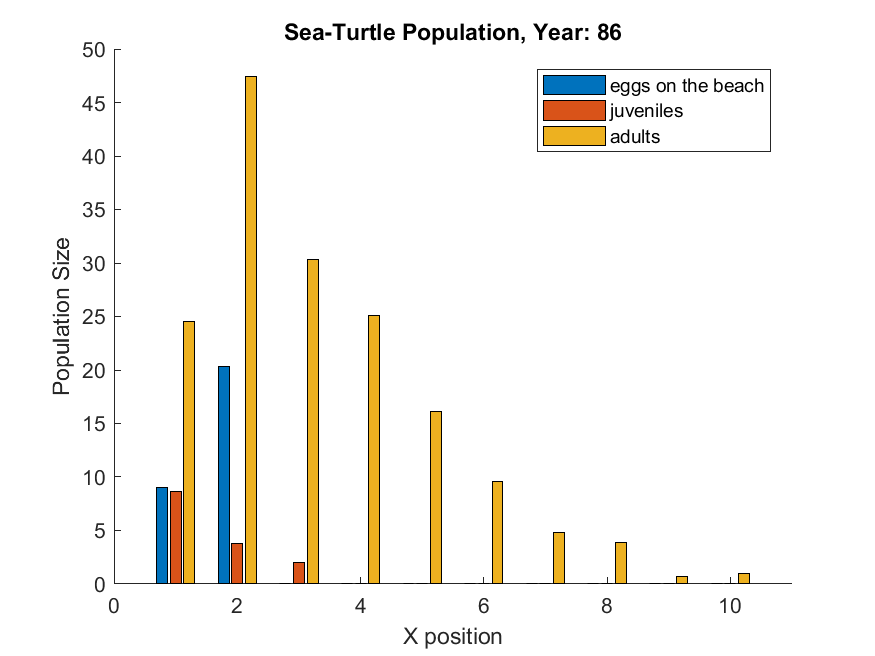 Sea-Turtle Population, Year: 86
50
45
40
35
30
25
20
15
10
5
0
Population Size
eggs on the beach
juveniles
adults
0 2 4 6 8 10
X position